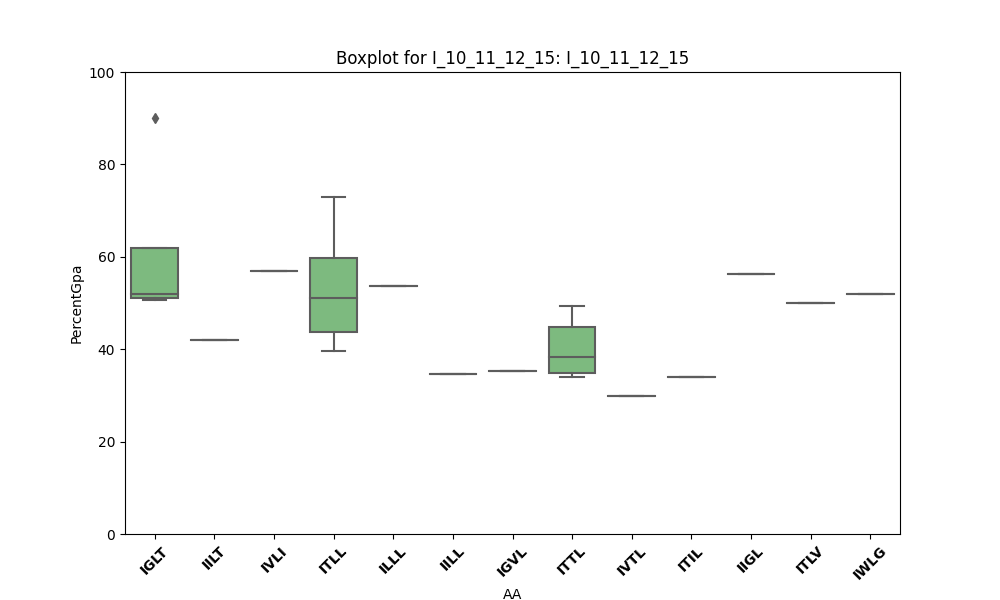 Boxplot for I_10_11_12_15: I_10_11_12_15
100
80
60
40
20
0
PercentGpa
IGLT
IILT
IVLI
ITLL
ILLL
IILL
IGVL
ITTL
IVTL
ITIL
IIGL
ITLV
IWLG
AA